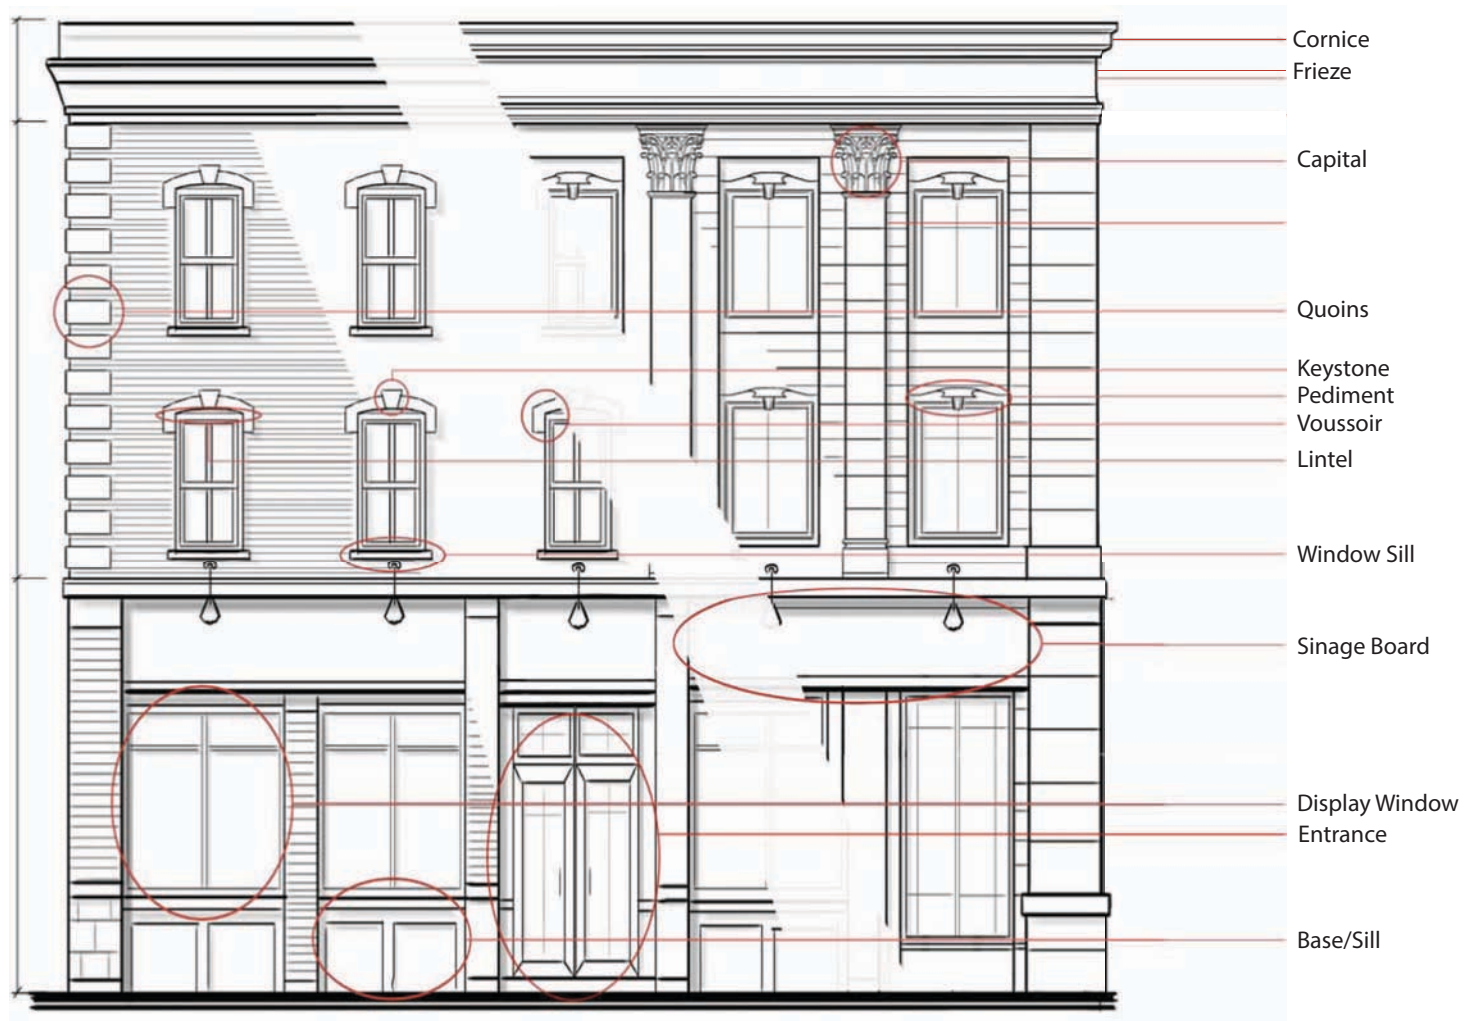 Cornice
Frieze
Capital
Quoins
Keystone
Pediment
Voussoir
Lintel
Window Sill
Sinage Board
Display Window
Entrance
Base/Sill